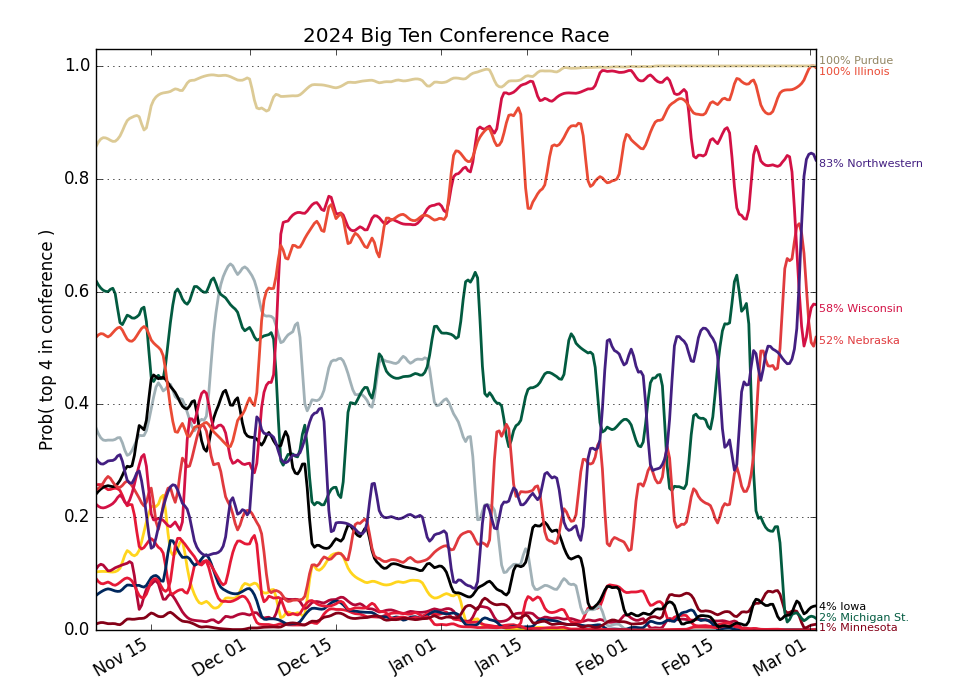 2024 Big Ten Conference Race
Prob( top 4 in conference )
1.0
0.8
0.6
0.4
0.2
0.0
Nov 15
Dec 01
Dec 15
Jan 01
Jan 15
Feb 01
Feb 15
Mar 01
100% Purdue
100% Illinois
83% Northwestern
58% Wisconsin
52% Nebraska
4% Iowa
2% Michigan St.
1% Minnesota